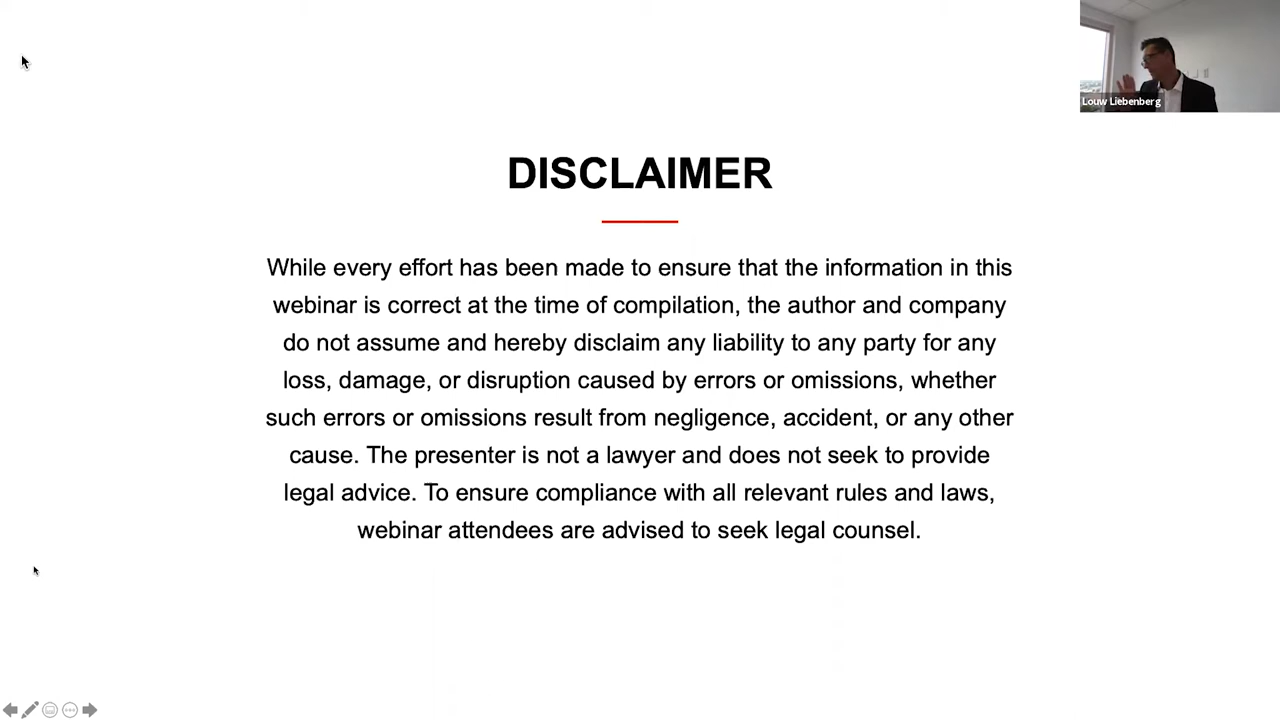 Louw Liebenberg
DISCLAIMER
While every effort has been made to ensure that the information in this
webinar is correct at the time of compilation, the author and company
do not assume and hereby disclaim any liability to any party for any
loss, damage, or disruption caused by errors or omissions, whether
such errors or omissions result from negligence, accident, or any other
cause. The presenter is not a lawyer and does not seek to provide
legal advice. To ensure compliance with all relevant rules and laws,
webinar attendees are advised to seek legal counsel.